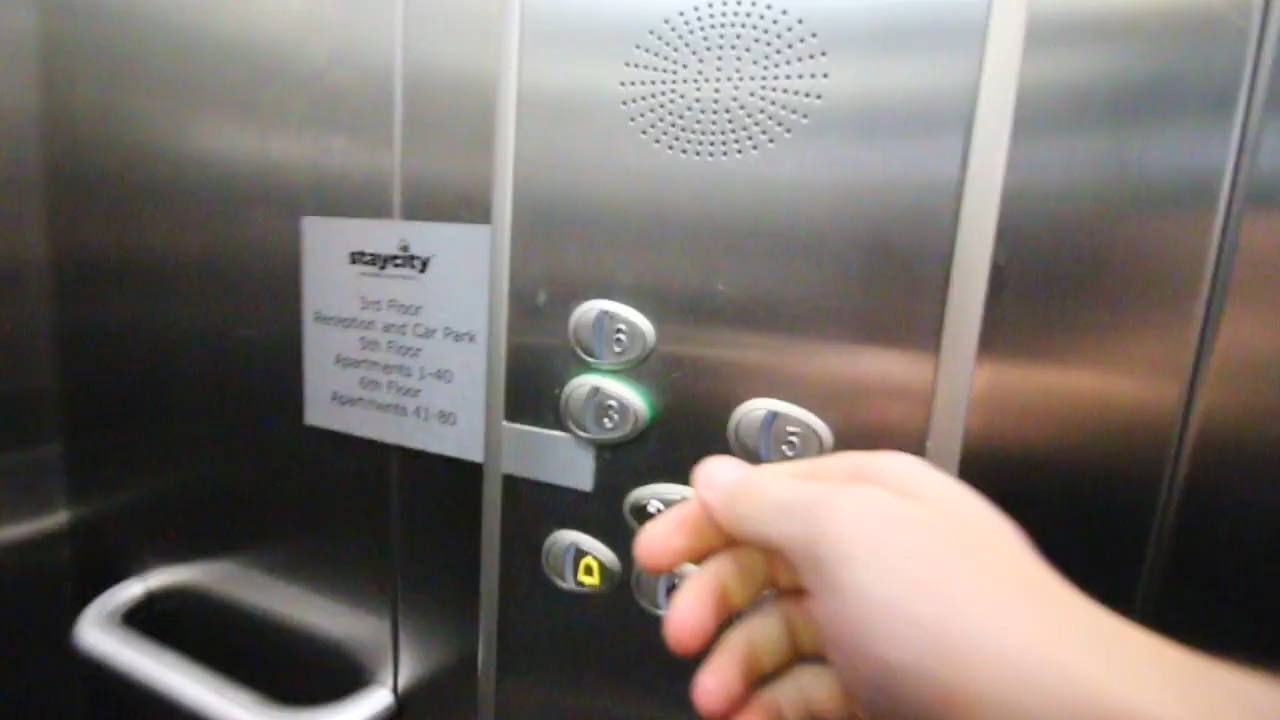 staycity
3rd Floor
Reception and Car Park
5th Floor
Apartments 1-40
6th Floor
Apartments 41-80
6
3
5